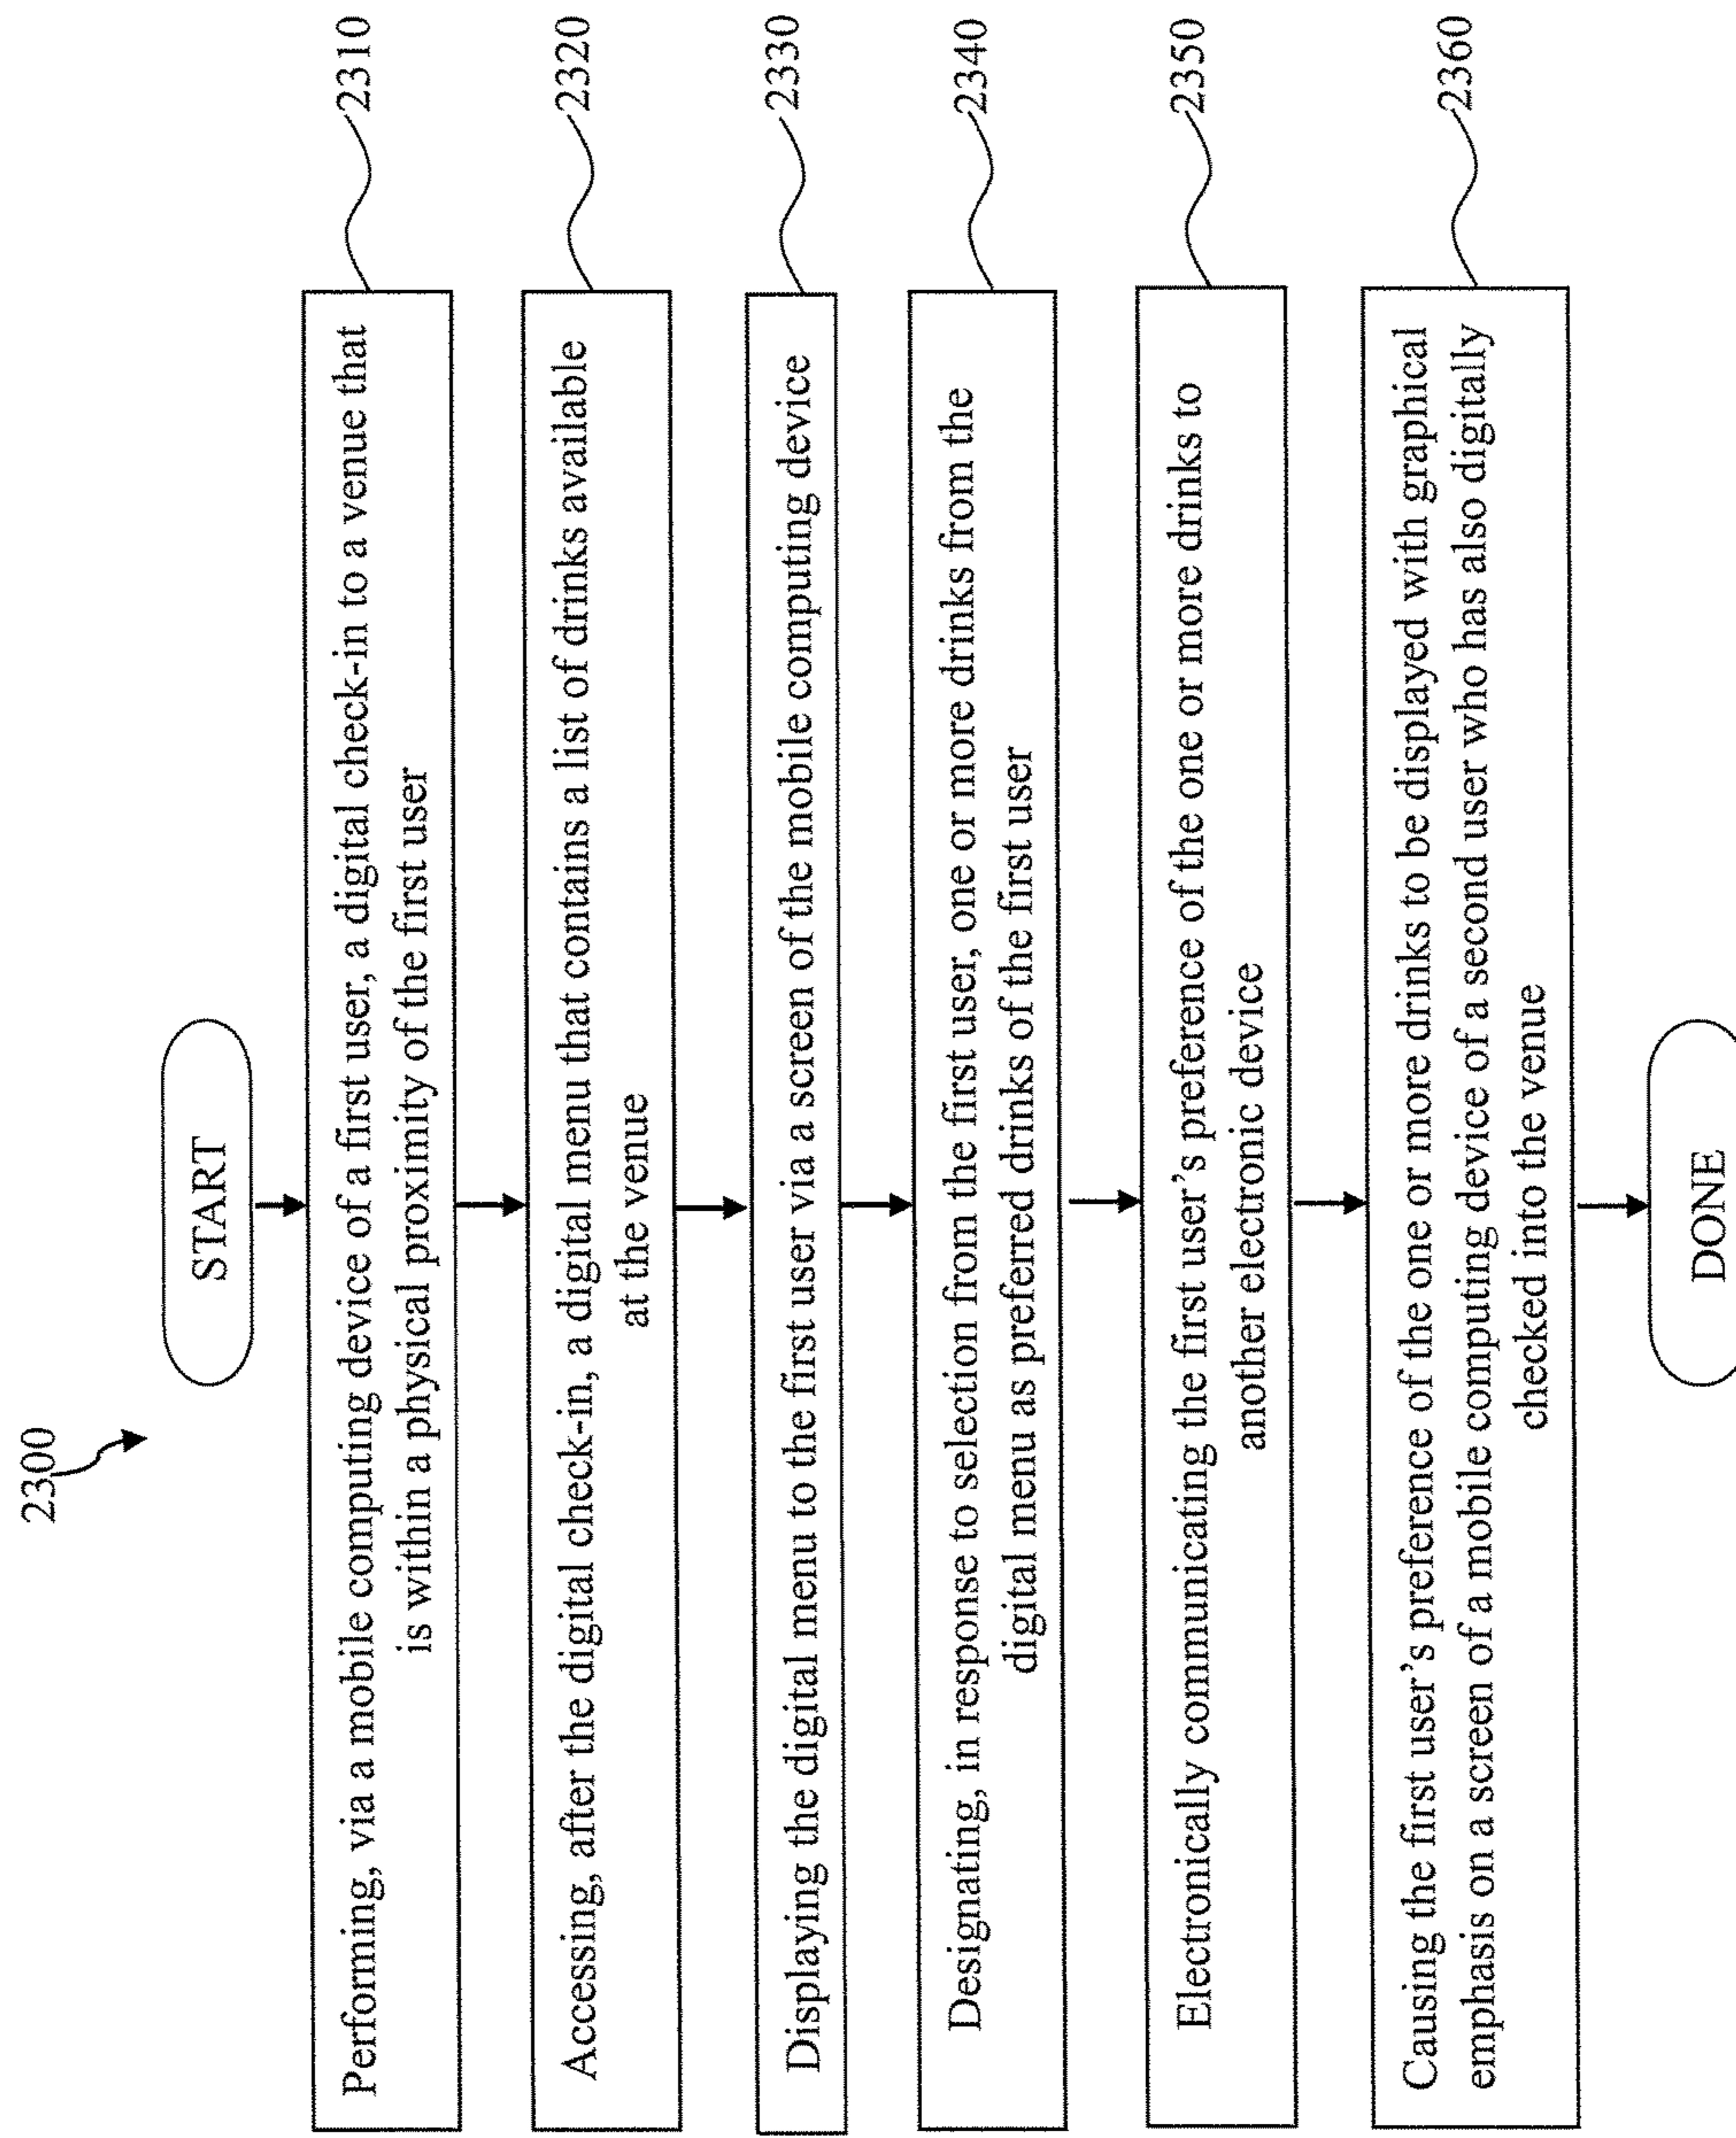 2300
START
Performing, via a mobile computing device of a first user, a digital check-in to a venue that
is within a physical proximity of the first user
2310
Accessing, after the digital check-in, a digital menu that contains a list of drinks available
at the venue
2320
Displaying the digital menu to the first user via a screen of the mobile computing device
2330
Designating, in response to selection from the first user, one or more drinks from the
digital menu as preferred drinks of the first user
2340
Electronically communicating the first user’s preference of the one or more drinks to
another electronic device
2350
Causing the first user’s preference of the one or more drinks to be displayed with graphical
emphasis on a screen of a mobile computing device of a second user who has also digitally
checked into the venue
2360
DONE